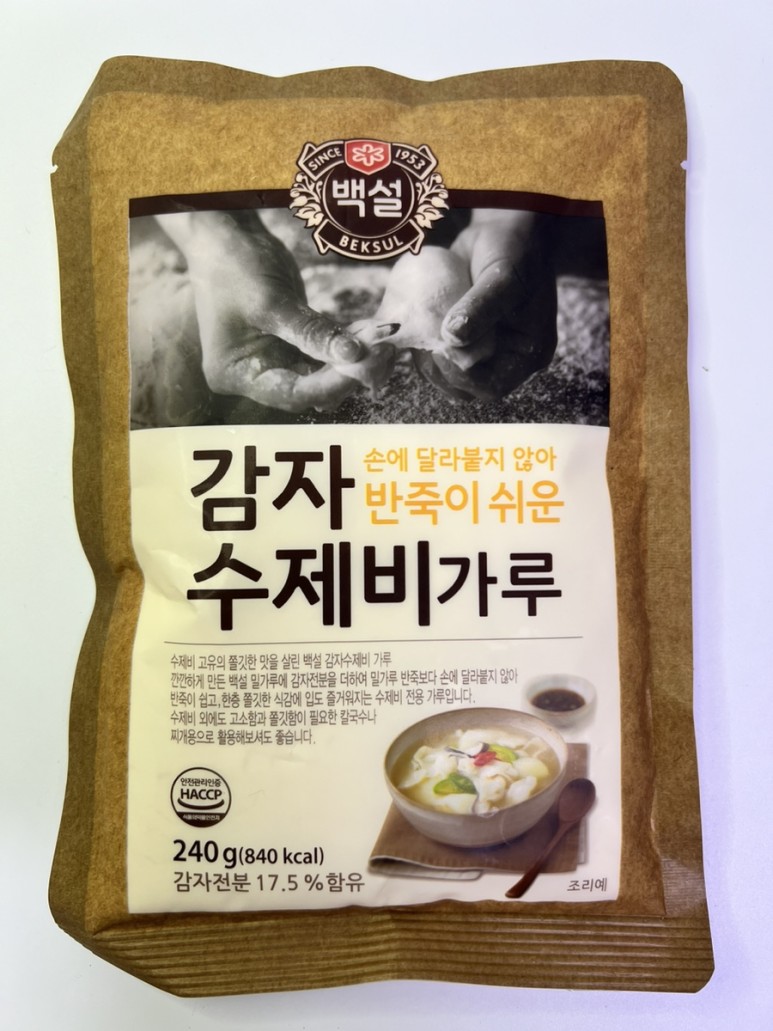 SINCE 1953
백설
BEKSUL
감자
손에 달라붙지 않아
반죽이 쉬운
수제비가루
수제비 고유의 쫄깃한 맛을 살린 백설 감자수제비 가루
깐깐하게 만든 백설 밀가루에 감자전분을 더하여 밀가루 반죽보다 손에 달라붙지 않아
반죽이 쉽고, 한층 쫄깃한 식감에 입도 즐거워지는 수제비 전용 가루입니다.
수제비 외에도 고소함과 쫄깃함이 필요한 칼국수나
찌개용으로 활용해보셔도 좋습니다.
안전관리인증
HACCP
240 g(840 kcal)
감자전분 17.5 % 함유
조리예